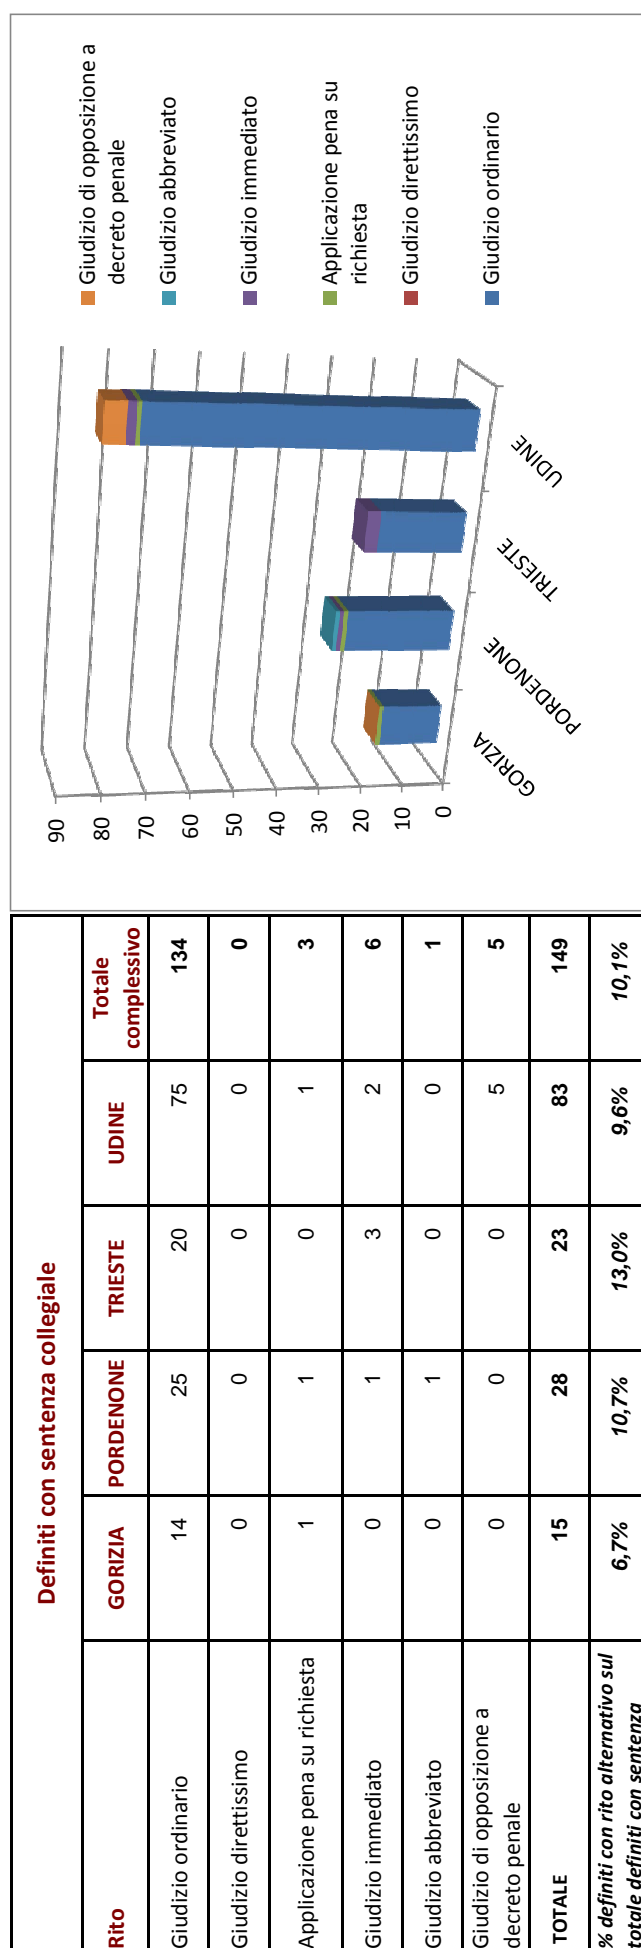 Definiti con sentenza collegiale
Rito GORIZIA PORDENONE TRIESTE UDINE Totale complessivo
Giudizio ordinario 14 25 20 75 134
Giudizio direttissimo 0 0 0 0 0
Applicazione pena su richiesta 1 1 0 1 3
Giudizio immediato 0 1 3 2 6
Giudizio abbreviato 0 1 0 0 1
Giudizio di opposizione a
decreto penale 0 0 0 5 5
TOTALE 15 28 23 83 149
% definiti con rito alternativo sul
totale definiti con sentenza 6,7% 10,7% 13,0% 9,6% 10,1%
90
80
70
60
50
40
30
20
10
0
GORIZIA
PORDENONE
TRIESTE
UDINE
Giudizio di opposizione a
decreto penale
Giudizio abbreviato
Giudizio immediato
Applicazione pena su
richiesta
Giudizio direttissimo
Giudizio ordinario